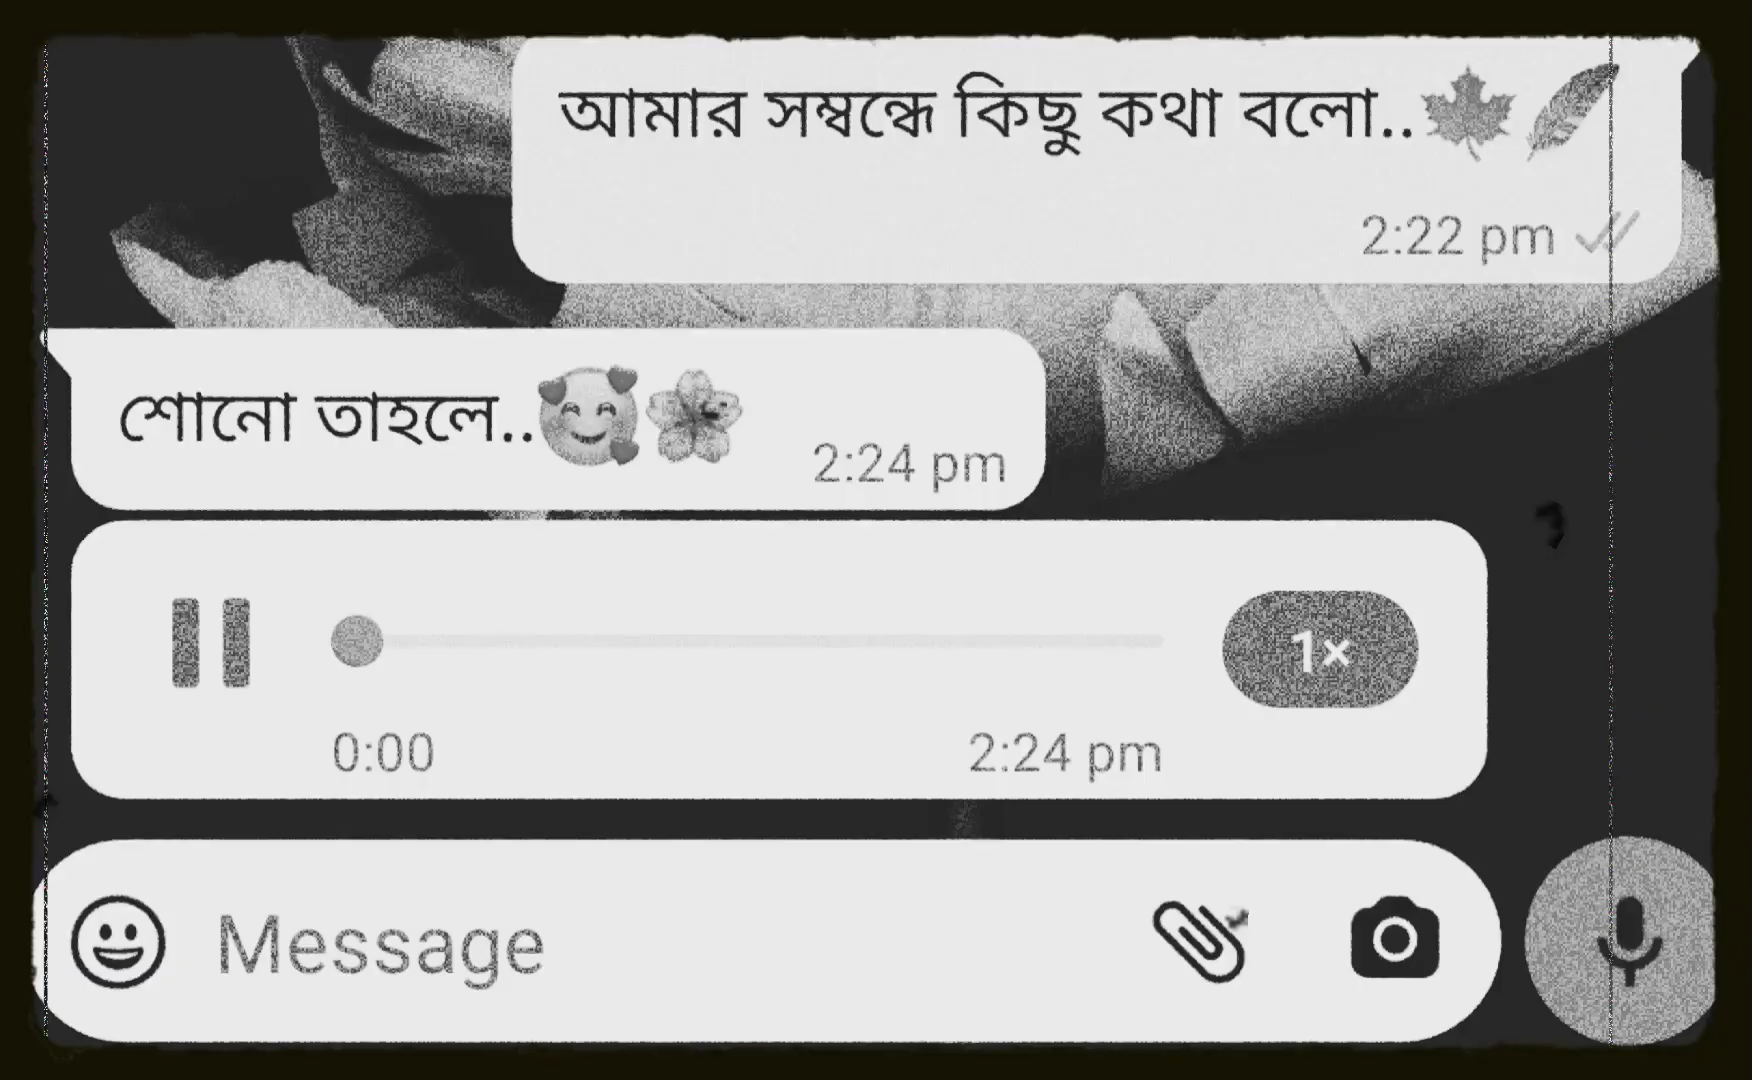 আমার সম্বন্ধে কিছু কথা বলো..🍁🪶
2:22 pm
শোনো তাহলে..🥰🌸
2:24 pm
1×
0:00 2:24 pm
Message